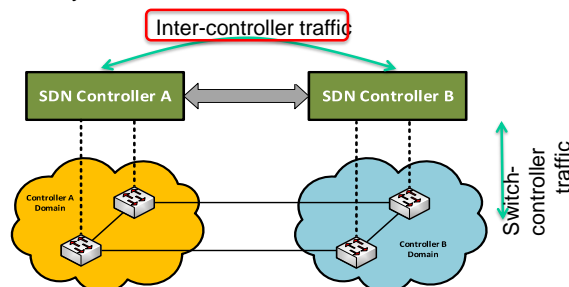 Inter-controller traffic
SDN Controller A
SDN Controller B
Switch-
controller
traffic
Controller A
Domain
Controller B
Domain